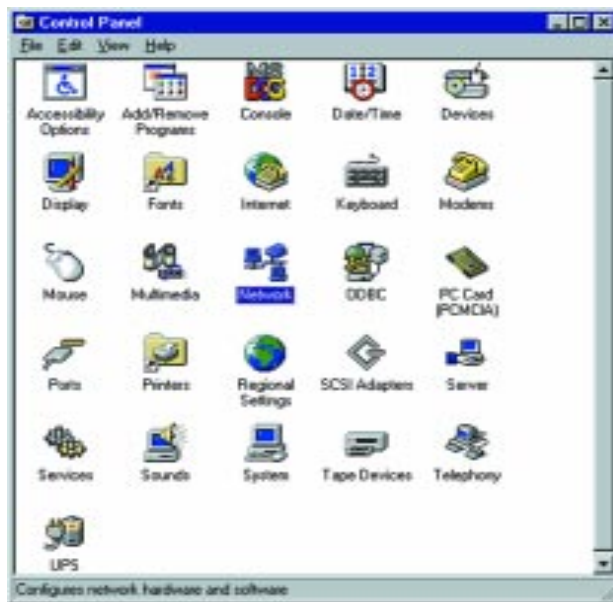 Control Panel
File Edit View Help
Accessibility Options
Add/Remove Programs
Console
Date/Time
Devices
Display
Fonts
Internet
Keyboard
Modems
Mouse
Multimedia
Network
ODBC
PC Card (PCMCIA)
Ports
Printers
Regional Settings
SCSI Adapters
Server
Services
Sounds
System
Tape Devices
Telephony
UPS
Configures network hardware and software